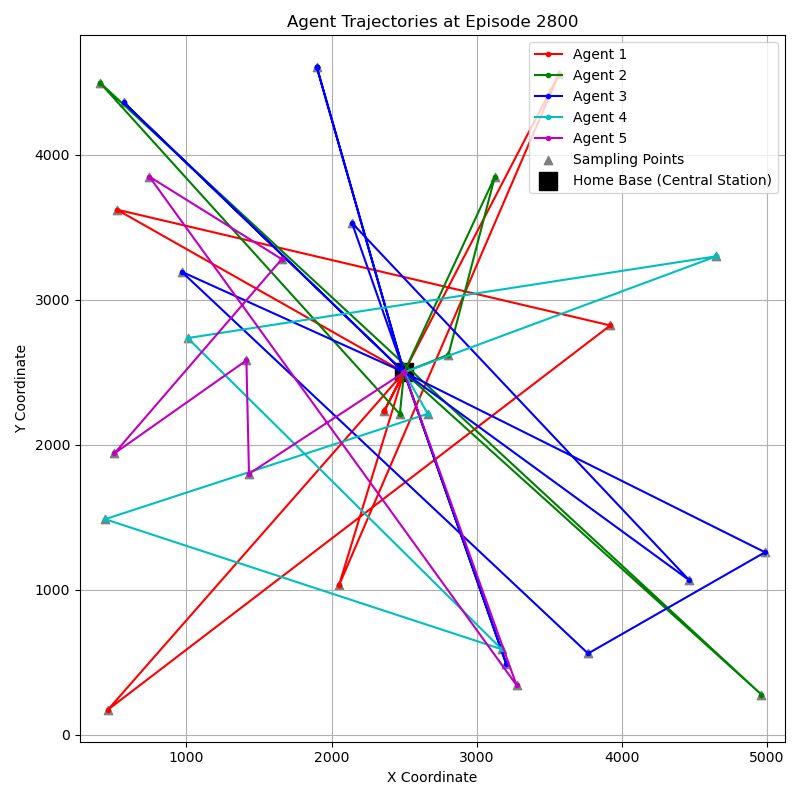 Agent Trajectories at Episode 2800
Agent 1
Agent 2
Agent 3
Agent 4
Agent 5
Sampling Points
Home Base (Central Station)
Y Coordinate
4000
3000
2000
1000
0
1000
2000
3000
4000
5000
X Coordinate